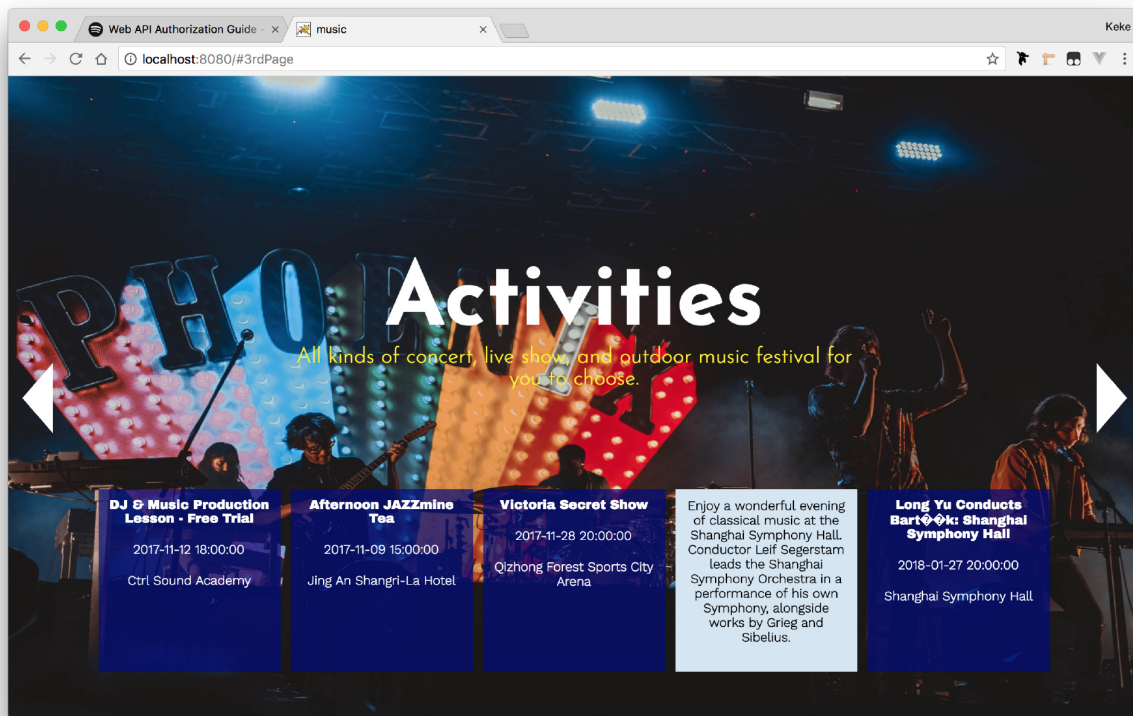 Web API Authorization Guide -
music
Keke
localhost:8080/#3rdPage
PHOENIX
Activities
All kinds of concert, live show, and outdoor music festival for
you to choose.
DJ & Music Production
Lesson - Free Trial
2017-11-12 18:00:00
Ctrl Sound Academy
Afternoon JAZZmine
Tea
2017-11-09 15:00:00
Jing An Shangri-La Hotel
Victoria Secret Show
2017-11-28 20:00:00
Qizhong Forest Sports City
Arena
Enjoy a wonderful evening
of classical music at the
Shanghai Symphony Hall.
Conductor Leif Segerstam
leads the Shanghai
Symphony Orchestra in a
performance of his own
Symphony, alongside
works by Grieg and
Sibelius.
Long Yu Conducts
Bart��k: Shanghai
Symphony Hall
2018-01-27 20:00:00
Shanghai Symphony Hall